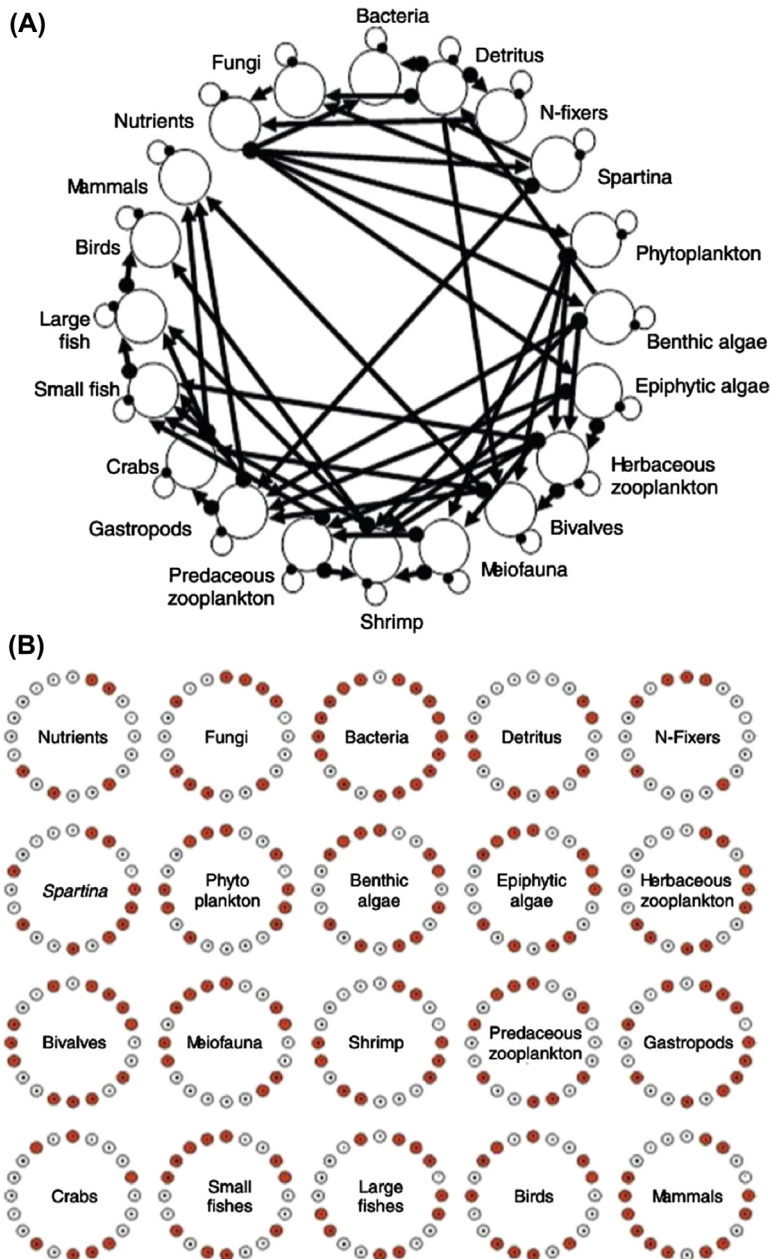 (A)
Bacteria
Detritus
Fungi
N-fixers
Nutrients
Spartina
Mammals
Phytoplankton
Birds
Benthic algae
Large
fish
Epiphytic algae
Small fish
Herbaceous
zooplankton
Crabs
Bivalves
Gastropods
Meiofauna
Predaceous
zooplankton
Shrimp
(B)
Nutrients
Fungi
Bacteria
Detritus
N-Fixers
Spartina
Phyto
plankton
Benthic
algae
Epiphytic
algae
Herbaceous
zooplankton
Bivalves
Meiofauna
Shrimp
Predaceous
zooplankton
Gastropods
Crabs
Small
fishes
Large
fishes
Birds
Mammals